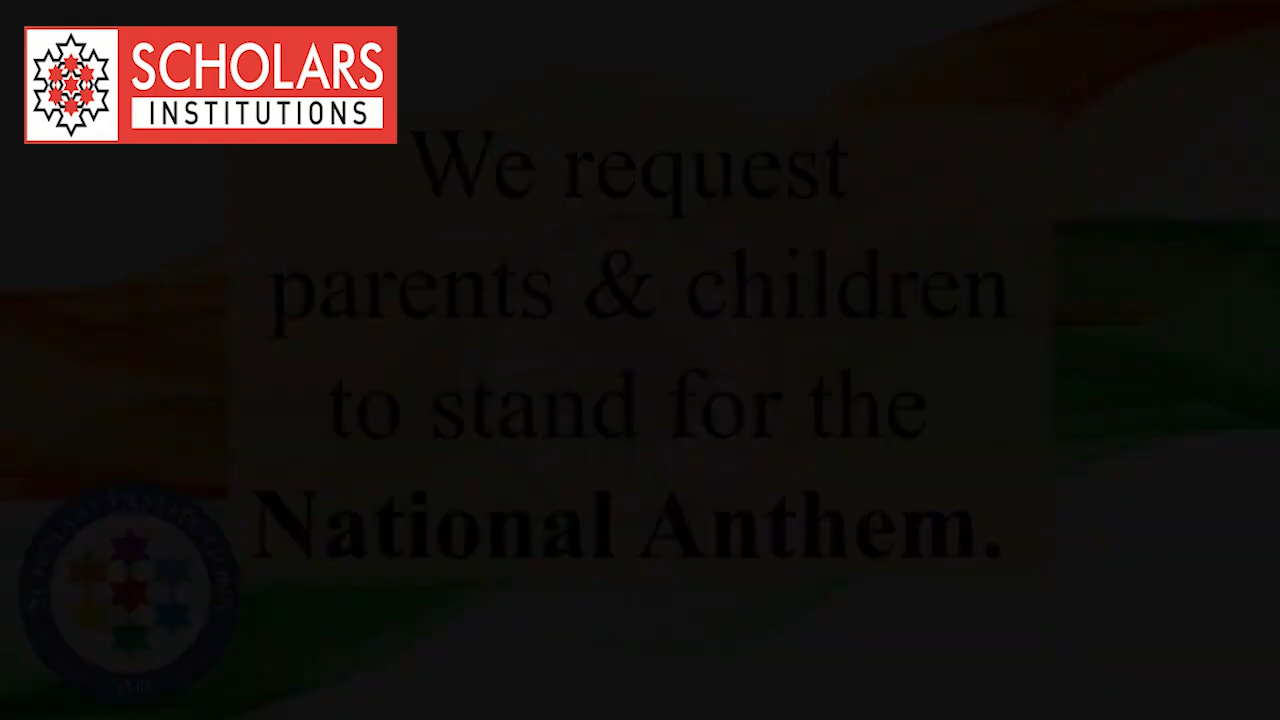 SCHOLARS
INSTITUTIONS
We request
parents & children
to stand for the
National Anthem.